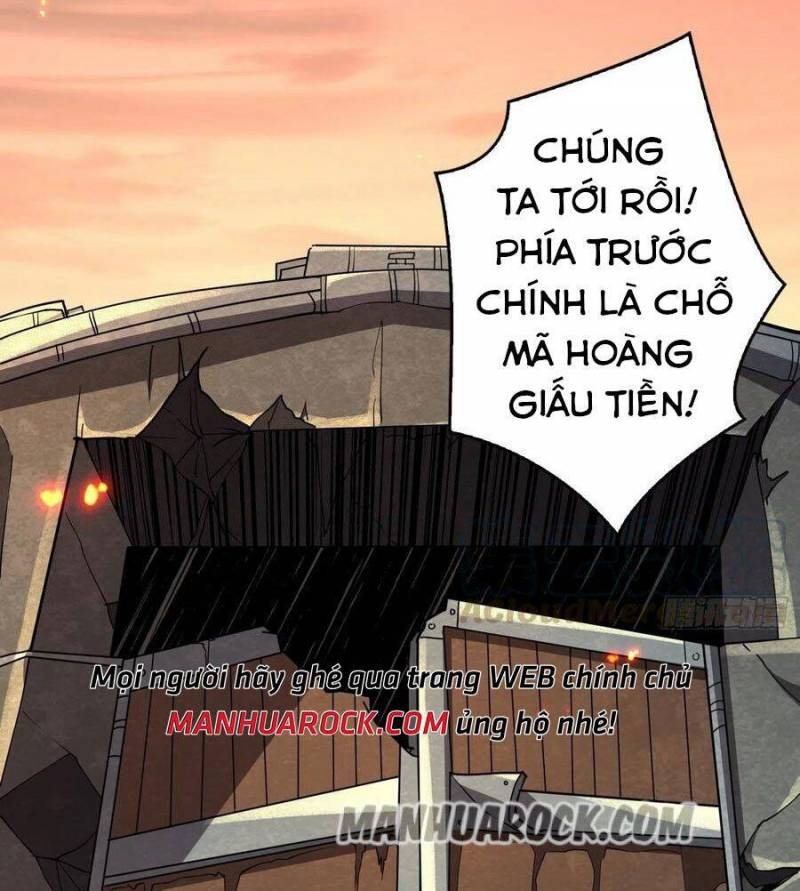 CHÚNG
TA TỚI RỒI!
PHÍA TRƯỚC
CHÍNH LÀ CHỖ
MÃ HOÀNG
GIẤU TIỀN!
ACloudMerge
Mọi người hãy ghé qua trang WEB chính chủ
MANHUAROCK.COM ủng hộ nhé!
MANHUAROCK.COM